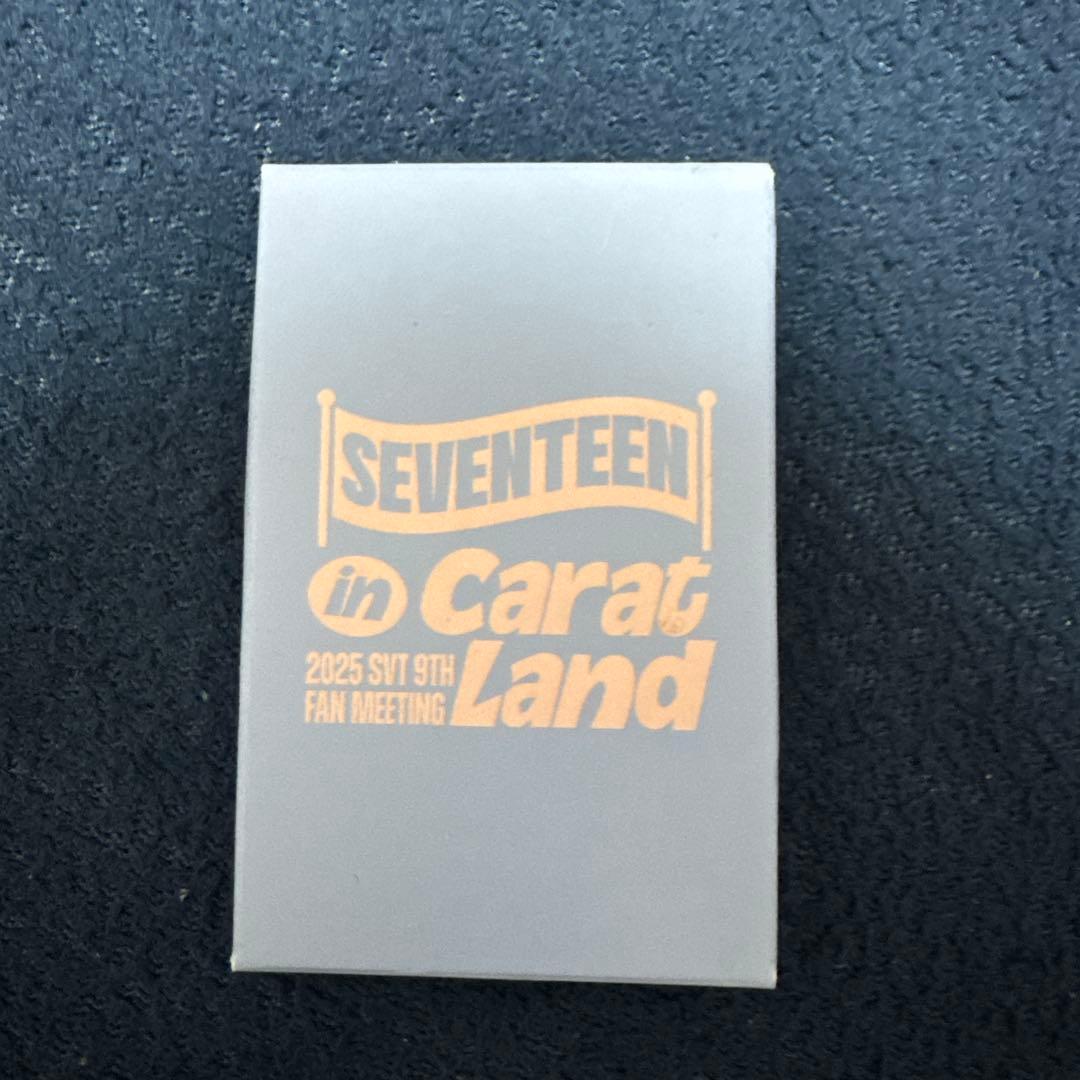 SEVENTEEN
in Carat
2025 SVT 9TH
FAN MEETING
Land